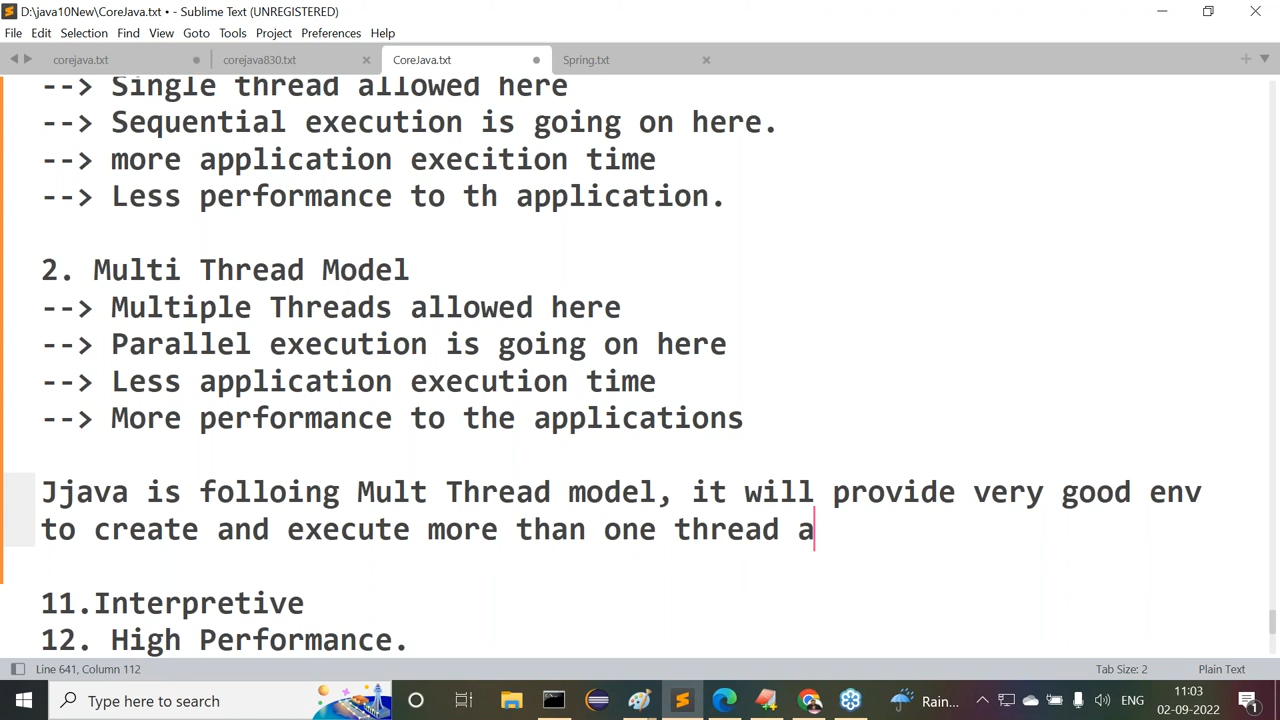 D:\java10New\CoreJava.txt • - Sublime Text (UNREGISTERED)
File Edit Selection Find View Goto Tools Project Preferences Help
corejava.txt corejava830.txt CoreJava.txt Spring.txt
--> Single thread allowed here
--> Sequential execution is going on here.
--> more application execition time
--> Less performance to th application.
2. Multi Thread Model
--> Multiple Threads allowed here
--> Parallel execution is going on here
--> Less application execution time
--> More performance to the applications
Jjava is folloing Mult Thread model, it will provide very good env
to create and execute more than one thread a
11.Interpretive
12. High Performance.
Line 641, Column 112 Tab Size: 2 Plain Text
Type here to search Rain... ENG 11:03 02-09-2022 1